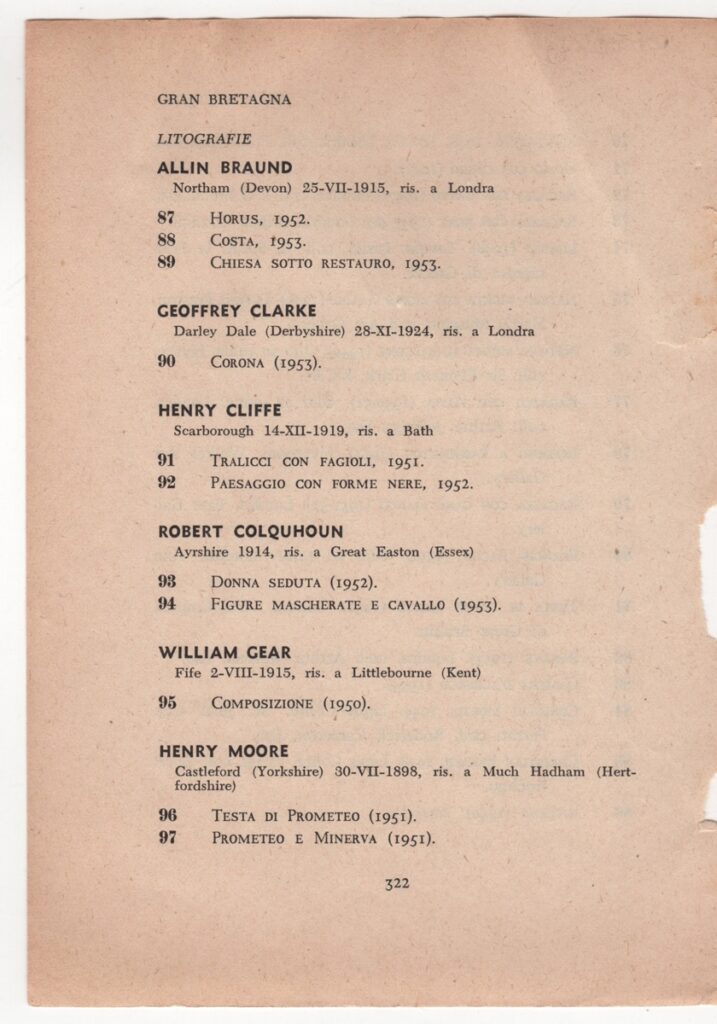 GRAN BRETAGNA
LITOGRAFIE
ALLIN BRAUND
Northam (Devon) 25-VII-1915, ris. a Londra
87 HORUS, 1952.
88 COSTA, 1953.
89 CHIESA SOTTO RESTAURO, 1953.
GEOFFREY CLARKE
Darley Dale (Derbyshire) 28-XI-1924, ris. a Londra
90 CORONA (1953).
HENRY CLIFFE
Scarborough 14-XII-1919, ris. a Bath
91 TRALICCI CON FAGIOLI, 1951.
92 PAESAGGIO CON FORME NERE, 1952.
ROBERT COLQUHOUN
Ayrshire 1914, ris. a Great Easton (Essex)
93 DONNA SEDUTA (1952).
94 FIGURE MASCHERATE E CAVALLO (1953).
WILLIAM GEAR
Fife 2-VIII-1915, ris. a Littlebourne (Kent)
95 COMPOSIZIONE (1950).
HENRY MOORE
Castleford (Yorkshire) 30-VII-1898, ris. a Much Hadham (Hert-
fordshire)
96 TESTA DI PROMETEO (1951).
97 PROMETEO E MINERVA (1951).
322